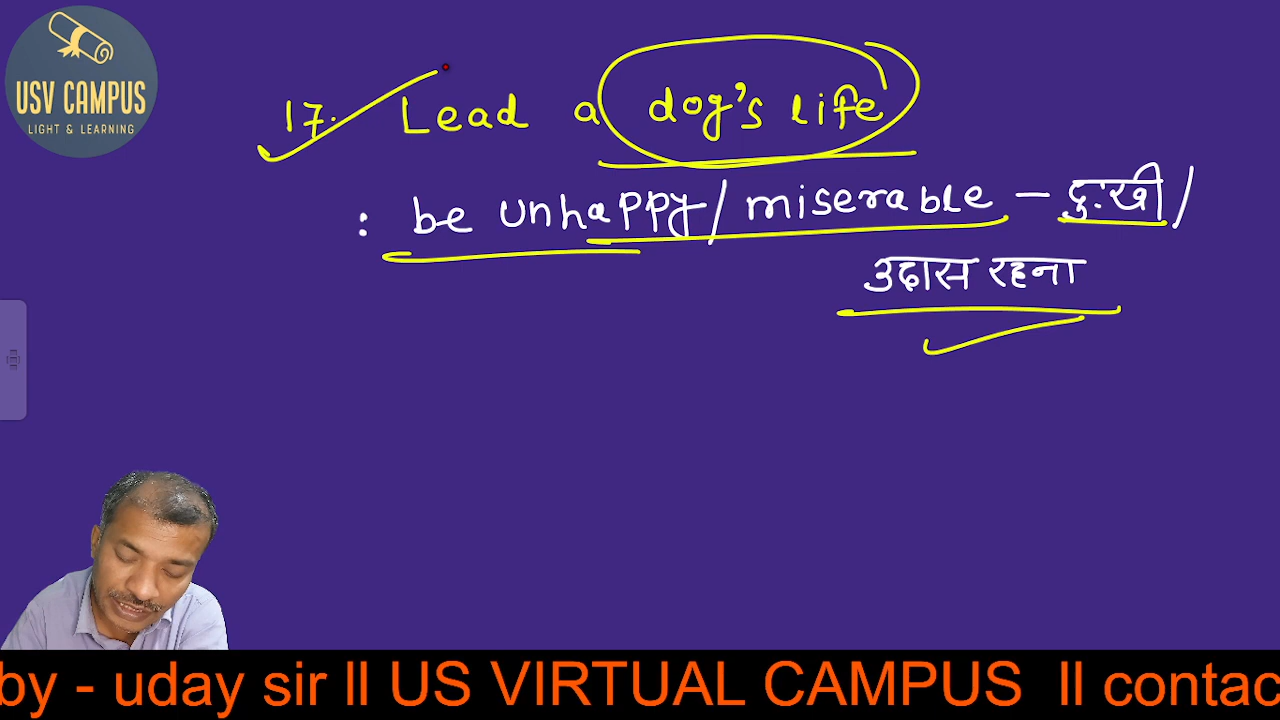 USV CAMPUS
LIGHT & LEARNING
17. Lead a dog's life
: be unhappy/ miserable - दुःखी/
उदास रहना
by - uday sir ll US VIRTUAL CAMPUS ll contac